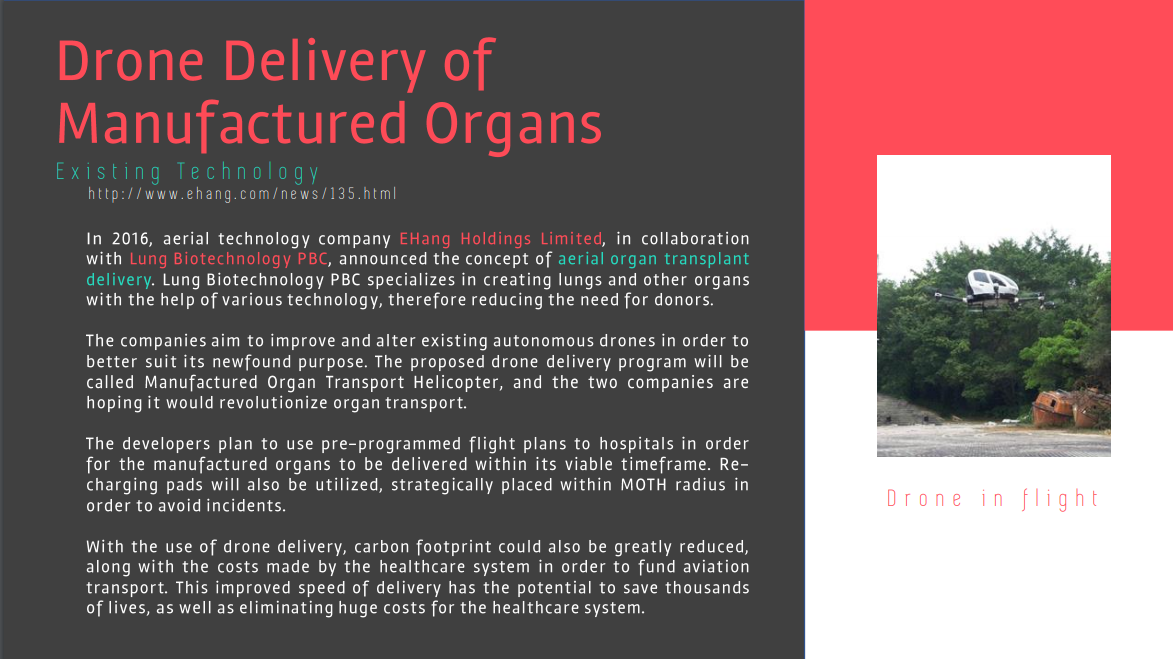 Drone Delivery of
Manufactured Organs
Existing Technology
http://www.ehang.com/news/135.html
In 2016, aerial technology company EHang Holdings Limited, in collaboration
with Lung Biotechnology PBC, announced the concept of aerial organ transplant
delivery. Lung Biotechnology PBC specializes in creating lungs and other organs
with the help of various technology, therefore reducing the need for donors.
The companies aim to improve and alter existing autonomous drones in order to
better suit its newfound purpose. The proposed drone delivery program will be
called Manufactured Organ Transport Helicopter, and the two companies are
hoping it would revolutionize organ transport.
The developers plan to use pre-programmed flight plans to hospitals in order
for the manufactured organs to be delivered within its viable timeframe. Re-
charging pads will also be utilized, strategically placed within MOTH radius in
order to avoid incidents.
With the use of drone delivery, carbon footprint could also be greatly reduced,
along with the costs made by the healthcare system in order to fund aviation
transport. This improved speed of delivery has the potential to save thousands
of lives, as well as eliminating huge costs for the healthcare system.
Drone in flight